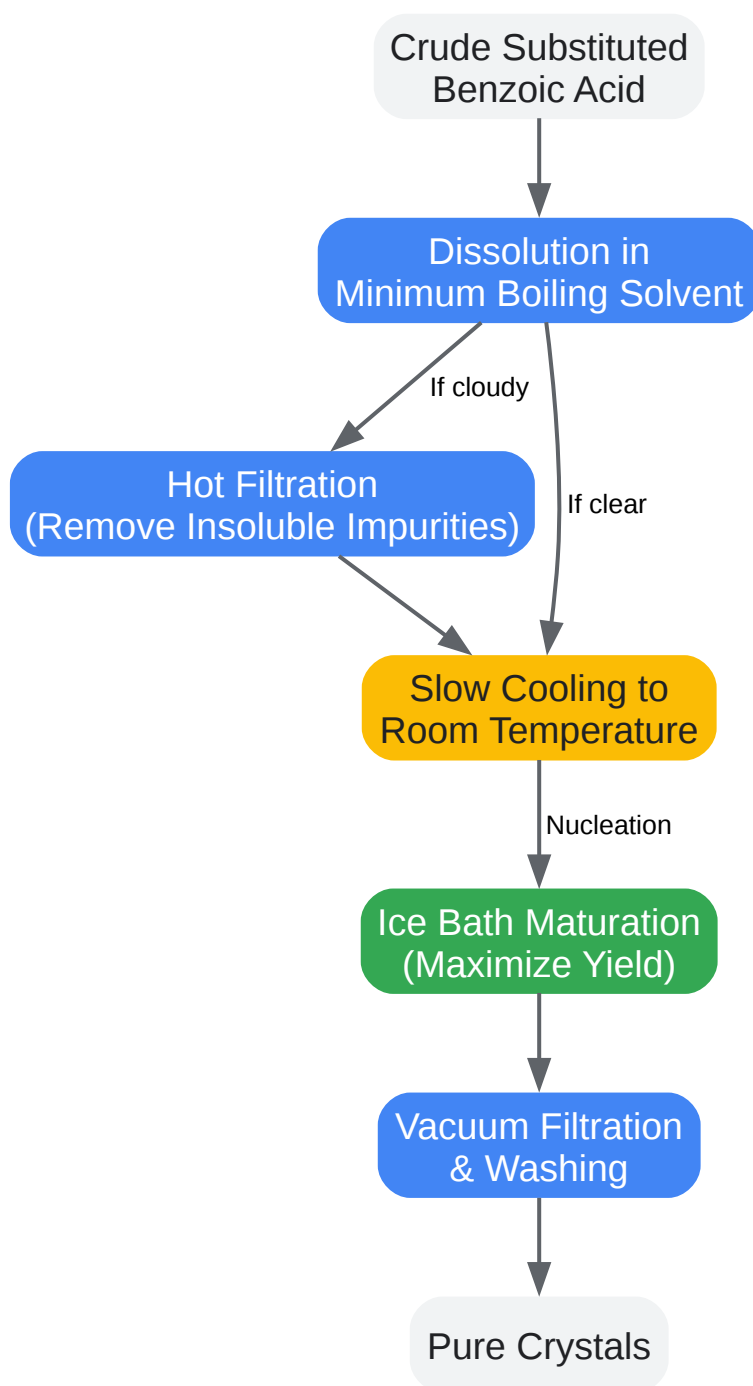 Crude Substituted
Benzoic Acid
Dissolution in
Minimum Boiling Solvent
If cloudy
Hot Filtration
(Remove Insoluble Impurities)
If clear
Slow Cooling to
Room Temperature
Nucleation
Ice Bath Maturation
(Maximize Yield)
Vacuum Filtration
& Washing
Pure Crystals